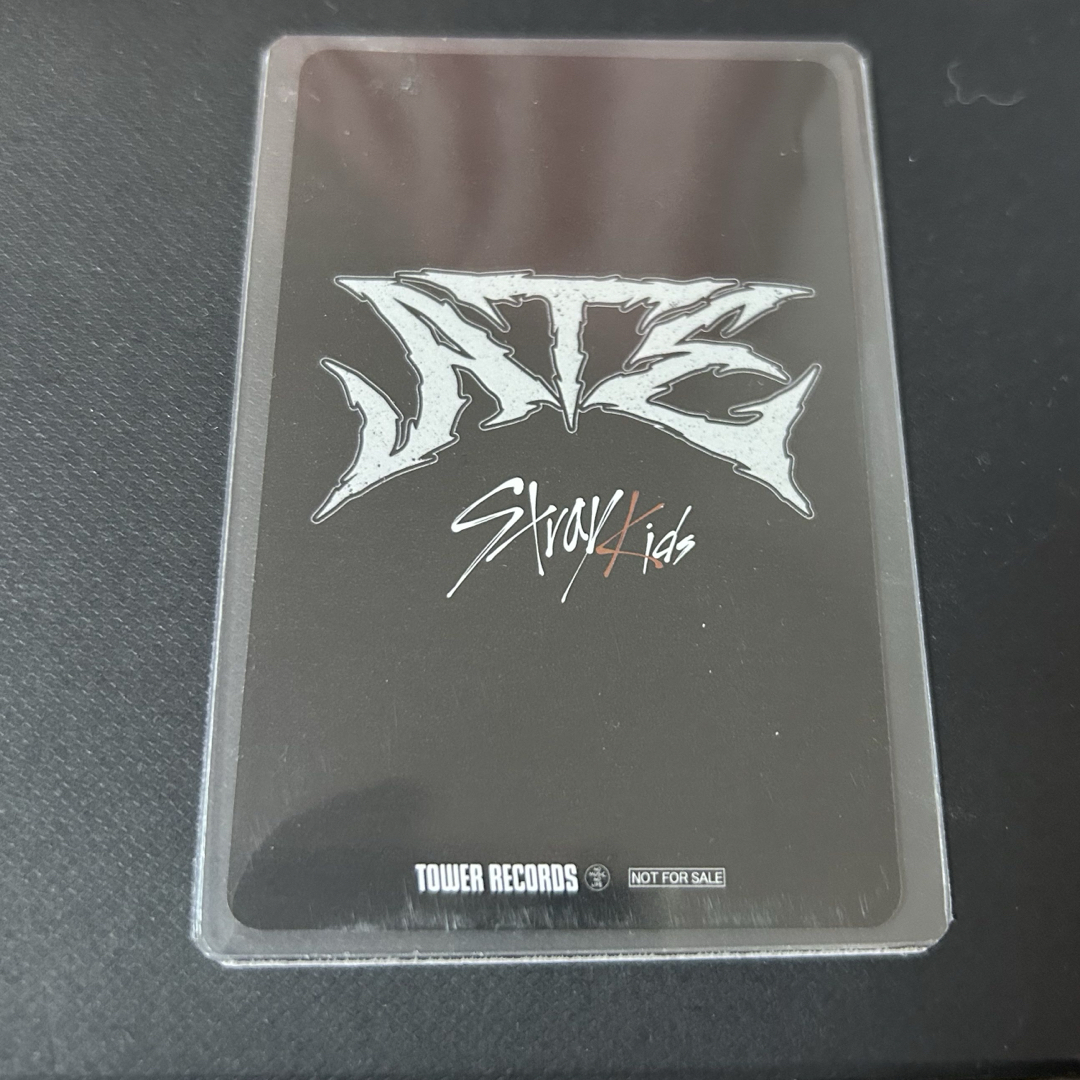 ATE
Stray Kids
TOWER RECORDS NOT FOR SALE